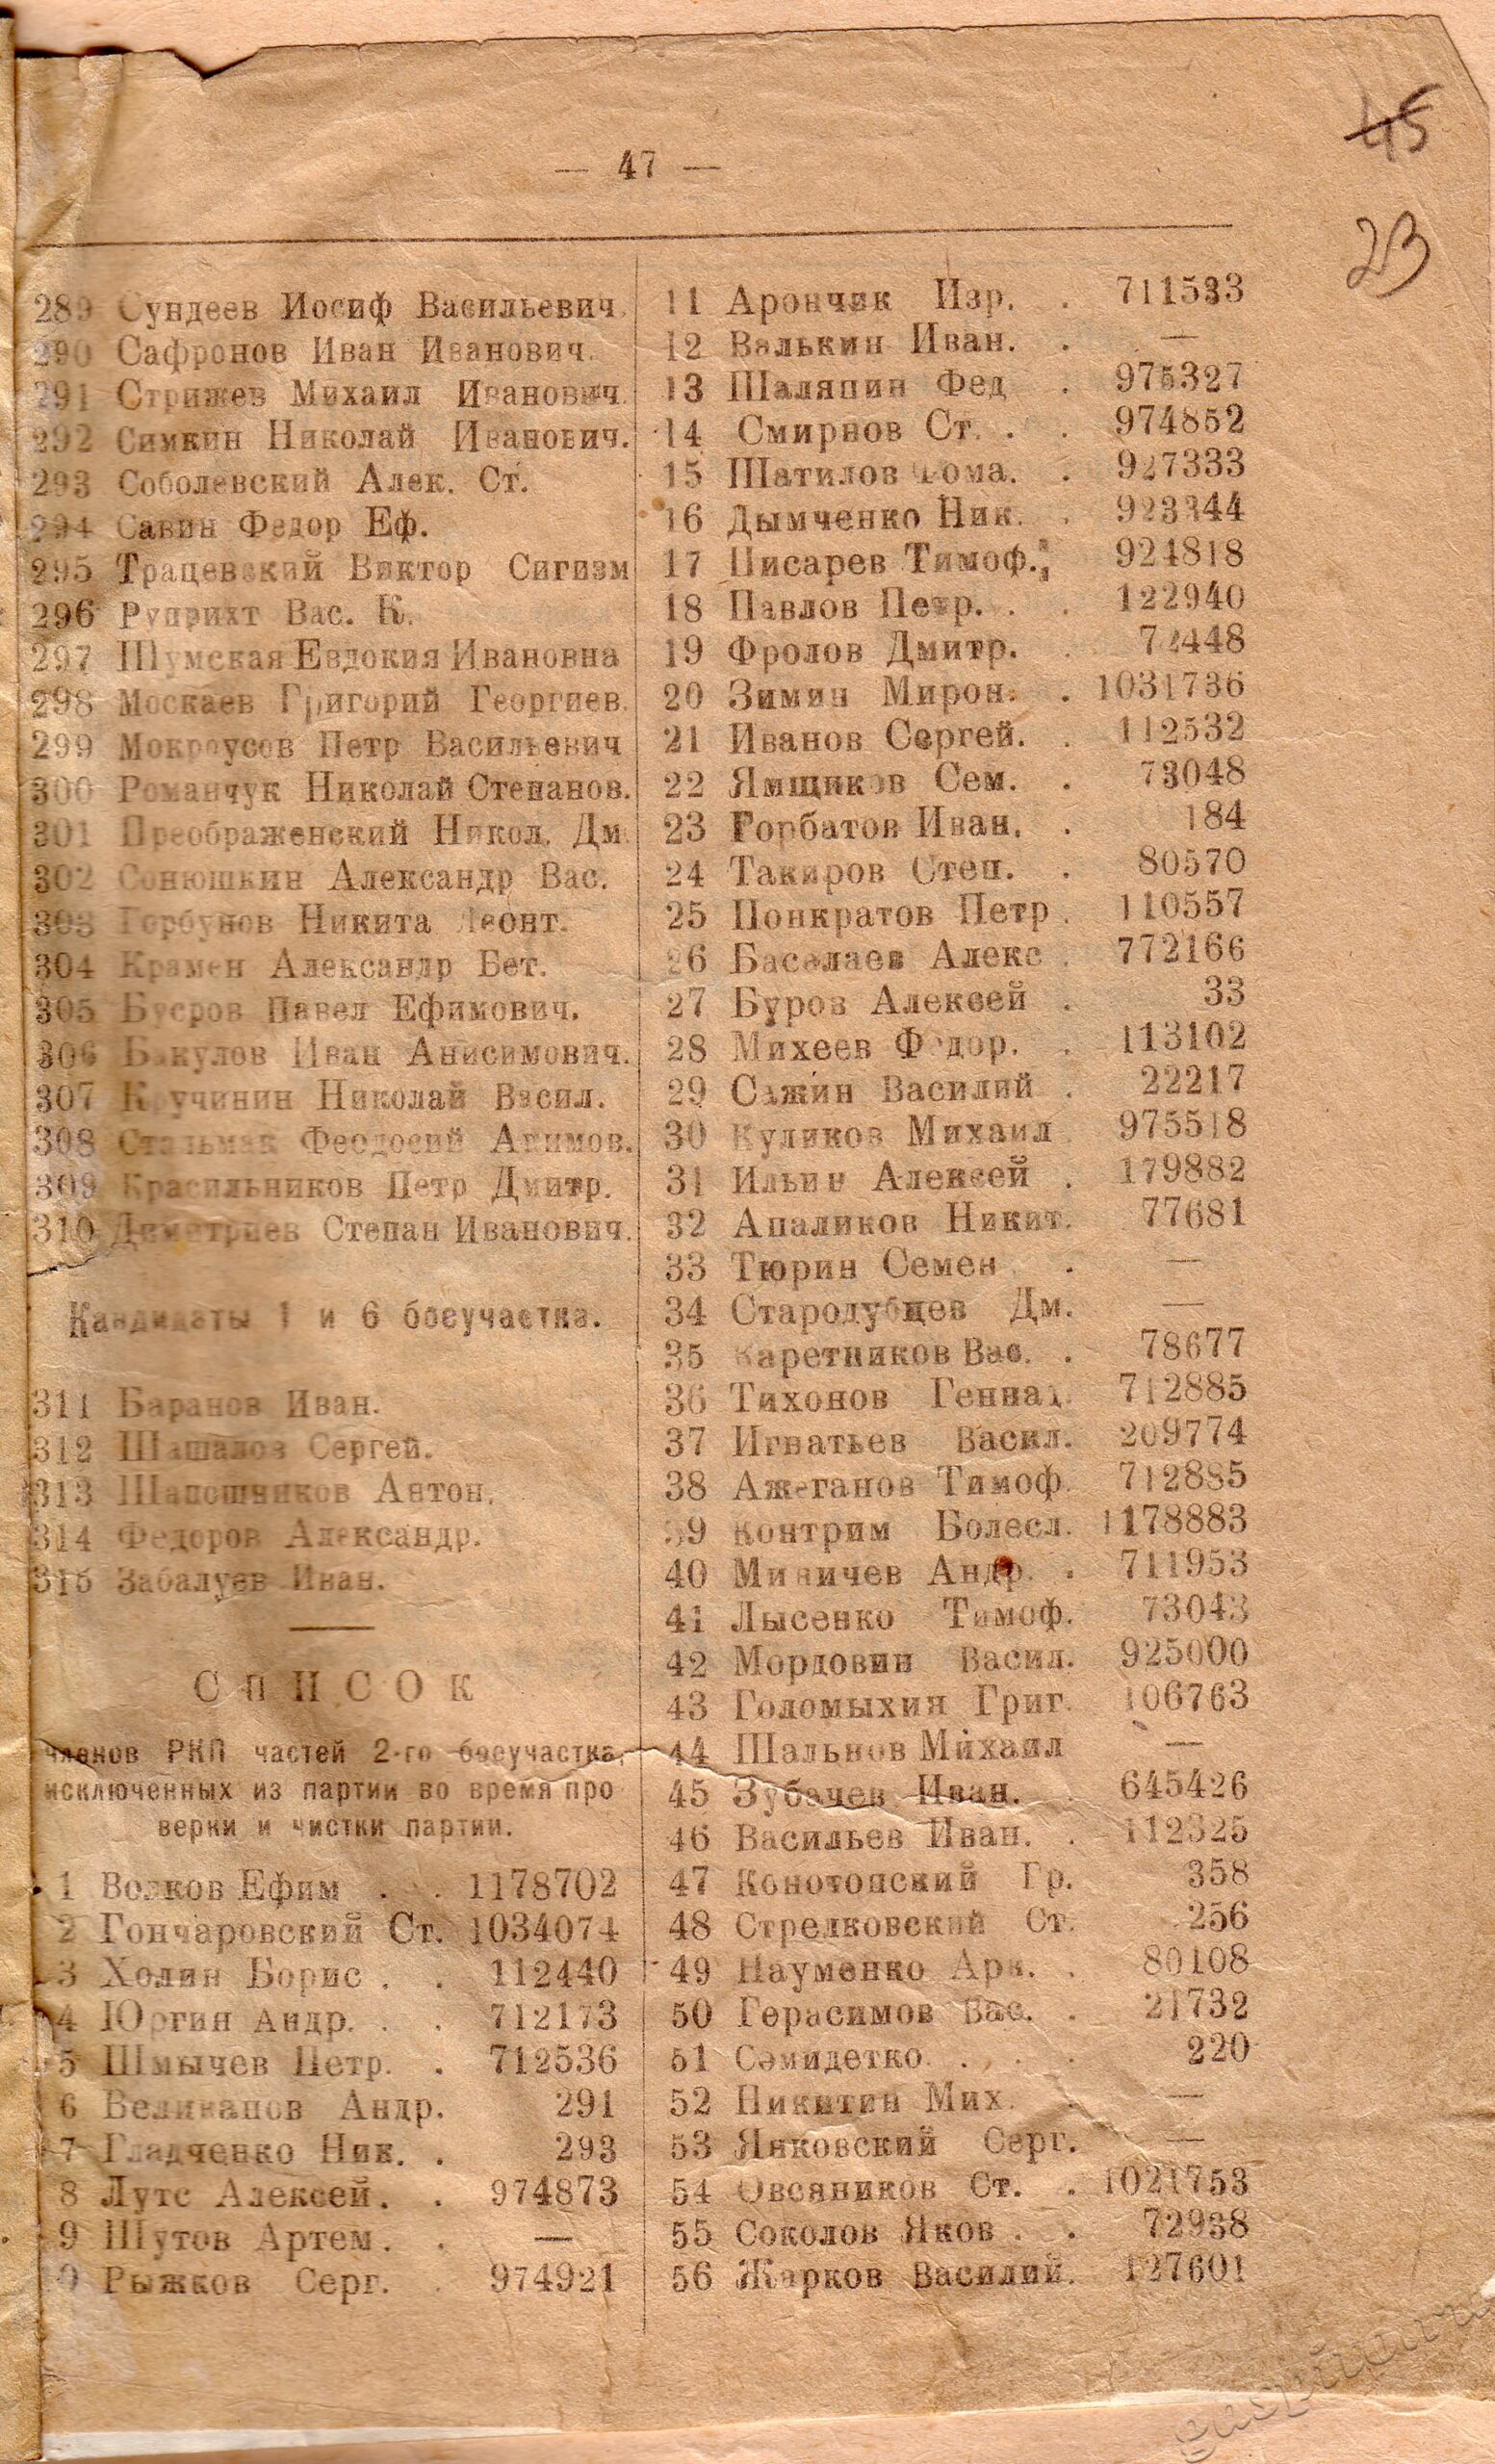 — 47 —
45
23
289 Сундеев Иосиф Васильевич.
290 Сафронов Иван Иванович.
291 Стрижев Михаил Иванович.
292 Симкин Николай Иванович.
293 Соболевский Алек. Ст.
294 Савин Федор Еф.
295 Трацевский Виктор Сигизм
296 Руприхт Вас. К.
297 Шумская Евдокия Ивановна
298 Москаев Григорий Георгиев.
299 Мокроусов Петр Васильевич
300 Романчук Николай Степанов.
301 Преображенский Никол. Дм.
302 Сонюшкин Александр Вас.
303 Горбунов Никита Леонт.
304 Крамен Александр Бет.
305 Бусров Павел Ефимович.
306 Бакулов Иван Анисимович.
307 Кручинин Николай Васил.
308 Стальмак Феодосий Акимов.
309 Красильников Петр Дмитр.
310 Диметриев Степан Иванович.
Кандидаты 1 и 6 боеучастка.
311 Баранов Иван.
312 Шашалов Сергей.
313 Шапошников Антон.
314 Федоров Александр.
315 Забалуев Иван.
СПИСОК
членов РКП частей 2-го боеучастка,
исключенных из партии во время про
верки и чистки партии.
1 Волков Ефим . . 1178702
2 Гончаровский Ст. 1034074
3 Холин Борис . . 112440
4 Юргин Андр. . . 712173
5 Шмычев Петр. . 712536
6 Великанов Андр. 291
7 Гладченко Ник. . 293
8 Лутс Алексей. . 974873
9 Шутов Артем. . —
0 Рыжков Серг. . 974921
11 Арончик Изр. . 711533
12 Валькин Иван. . —
13 Шаляпин Фед . 975327
14 Смирнов Ст. . . 974852
15 Шатилов Фома. . 927333
16 Дымченко Ник. . 923344
17 Писарев Тимоф. 924818
18 Павлов Петр. . . 122940
19 Фролов Дмитр. . 72448
20 Зимин Мирон. . 1031736
21 Иванов Сергей. . 112532
22 Ямщиков Сем. . 73048
23 Горбатов Иван. . 184
24 Такиров Степ. . 80570
25 Понкратов Петр . 110557
26 Баселаев Алекс . 772166
27 Буров Алексей . 33
28 Михеев Федор. . 113102
29 Сажин Василий . 22217
30 Куликов Михаил 975518
31 Ильин Алексей . 179882
32 Апаликов Никит. 77681
33 Тюрин Семен . —
34 Стародубцев Дм. —
35 Каретников Вас. . 78677
36 Тихонов Геннад. 712885
37 Игнатьев Васил. 209774
38 Ажеганов Тимоф. 712885
39 Контрим Болесл. 1178883
40 Миничев Андр. . 711953
41 Лысенко Тимоф. 73043
42 Мордовин Васил. 925000
43 Голомыхин Григ. 106763
44 Шальнов Михаил —
45 Зубачев Иван. . 645426
46 Васильев Иван. . 112325
47 Конотопский Гр. 358
48 Стрелковский Ст. 256
49 Науменко Арк. . 80108
50 Герасимов Вас. . 21732
51 Семидетко. . . . 220
52 Никитин Мих. . —
53 Янковский Серг. —
54 Овсяников Ст. . 1021753
55 Соколов Яков . . 72938
56 Жарков Василий. 127601